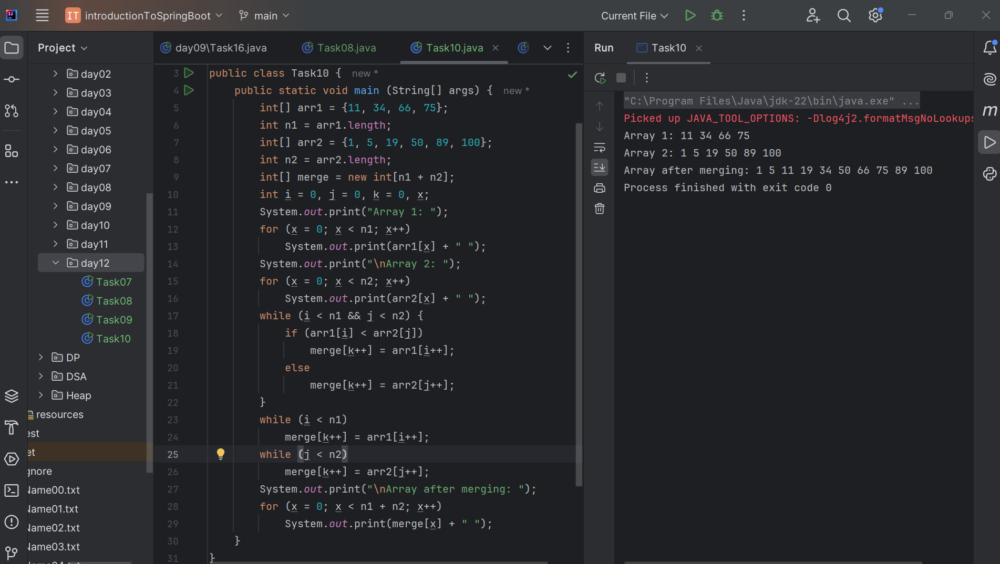 IT introductionToSpringBoot main Current File
Project
day02
day03
day04
day05
day06
day07
day08
day09
day10
day11
day12
Task07
Task08
Task09
Task10
DP
DSA
Heap
resources
est
et
gnore
Name00.txt
Name01.txt
Name02.txt
Name03.txt
day09\Task16.java Task08.java Task10.java
3 public class Task10 { new *
4 public static void main (String[] args) { new *
5 int[] arr1 = {11, 34, 66, 75};
6 int n1 = arr1.length;
7 int[] arr2 = {1, 5, 19, 50, 89, 100};
8 int n2 = arr2.length;
9 int[] merge = new int[n1 + n2];
10 int i = 0, j = 0, k = 0, x;
11 System.out.print("Array 1: ");
12 for (x = 0; x < n1; x++)
13 System.out.print(arr1[x] + " ");
14 System.out.print("\nArray 2: ");
15 for (x = 0; x < n2; x++)
16 System.out.print(arr2[x] + " ");
17 while (i < n1 && j < n2) {
18 if (arr1[i] < arr2[j])
19 merge[k++] = arr1[i++];
20 else
21 merge[k++] = arr2[j++];
22 }
23 while (i < n1)
24 merge[k++] = arr1[i++];
25 while (j < n2)
26 merge[k++] = arr2[j++];
27 System.out.print("\nArray after merging: ");
28 for (x = 0; x < n1 + n2; x++)
29 System.out.print(merge[x] + " ");
30 }
31 }
Run Task10
"C:\Program Files\Java\jdk-22\bin\java.exe" ...
Picked up JAVA_TOOL_OPTIONS: -Dlog4j2.formatMsgNoLookups
Array 1: 11 34 66 75
Array 2: 1 5 19 50 89 100
Array after merging: 1 5 11 19 34 50 66 75 89 100
Process finished with exit code 0